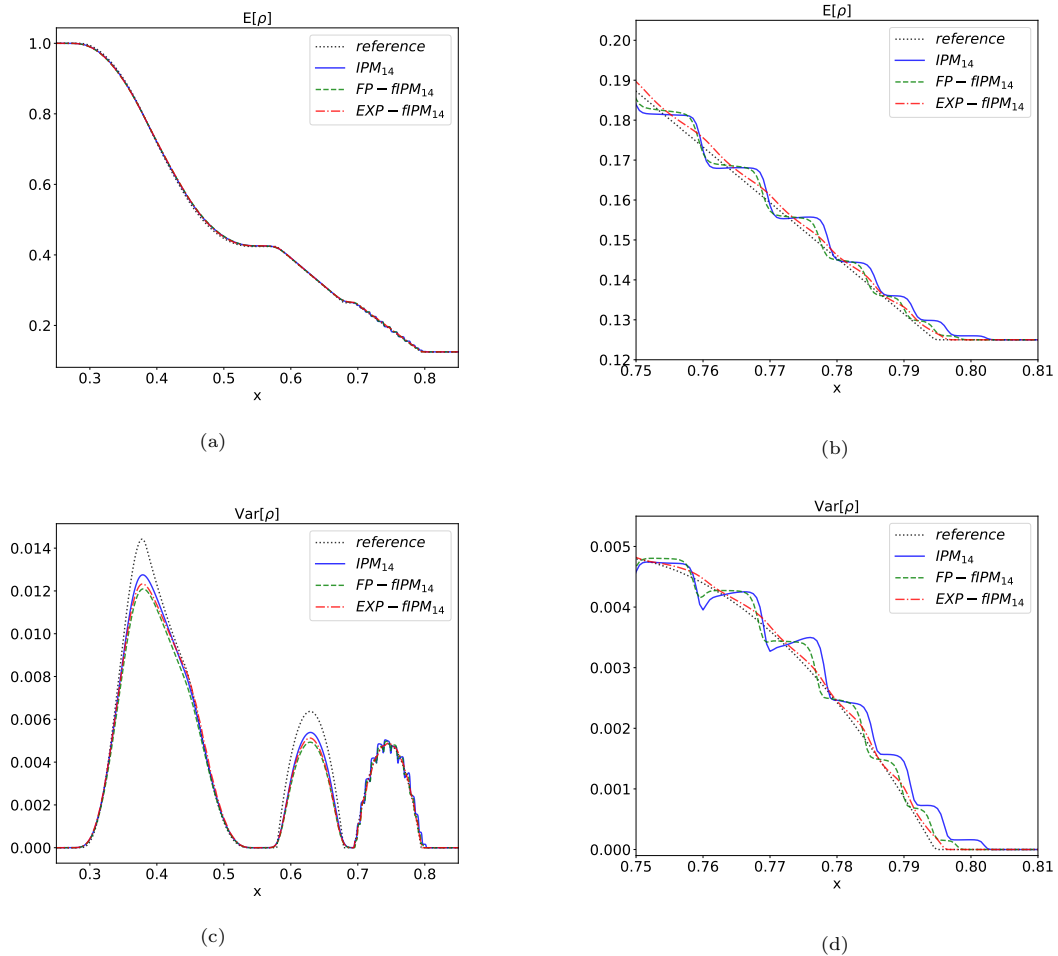 E[ρ]
reference
IPM₁₄
FP − fIPM₁₄
EXP − fIPM₁₄
1.0
0.8
0.6
0.4
0.2
0.3 0.4 0.5 0.6 0.7 0.8
x
(a)
E[ρ]
reference
IPM₁₄
FP − fIPM₁₄
EXP − fIPM₁₄
0.20
0.19
0.18
0.17
0.16
0.15
0.14
0.13
0.12
0.75 0.76 0.77 0.78 0.79 0.80 0.81
x
(b)
Var[ρ]
reference
IPM₁₄
FP − fIPM₁₄
EXP − fIPM₁₄
0.014
0.012
0.010
0.008
0.006
0.004
0.002
0.000
0.3 0.4 0.5 0.6 0.7 0.8
x
(c)
Var[ρ]
reference
IPM₁₄
FP − fIPM₁₄
EXP − fIPM₁₄
0.005
0.004
0.003
0.002
0.001
0.000
0.75 0.76 0.77 0.78 0.79 0.80 0.81
x
(d)